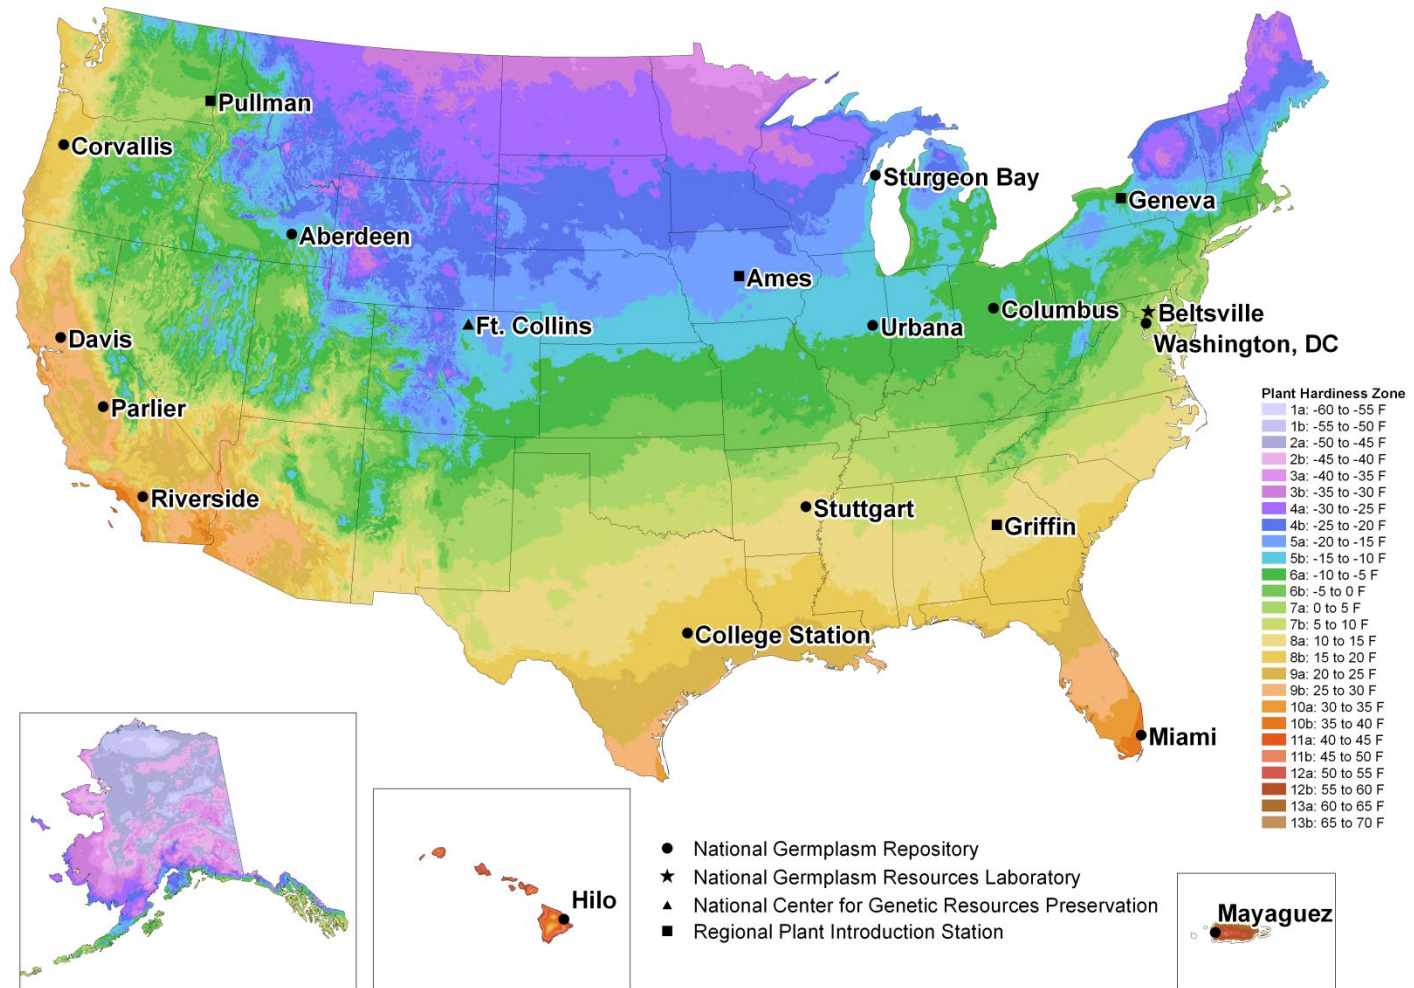 Pullman
Corvallis
Sturgeon Bay
Geneva
Aberdeen
Ames
Ft. Collins
Urbana
Columbus
Beltsville
Washington, DC
Davis
Parlier
Riverside
Stuttgart
Griffin
College Station
Miami
Plant Hardiness Zone
1a: -60 to -55 F
1b: -55 to -50 F
2a: -50 to -45 F
2b: -45 to -40 F
3a: -40 to -35 F
3b: -35 to -30 F
4a: -30 to -25 F
4b: -25 to -20 F
5a: -20 to -15 F
5b: -15 to -10 F
6a: -10 to -5 F
6b: -5 to 0 F
7a: 0 to 5 F
7b: 5 to 10 F
8a: 10 to 15 F
8b: 15 to 20 F
9a: 20 to 25 F
9b: 25 to 30 F
10a: 30 to 35 F
10b: 35 to 40 F
11a: 40 to 45 F
11b: 45 to 50 F
12a: 50 to 55 F
12b: 55 to 60 F
13a: 60 to 65 F
13b: 65 to 70 F
Hilo
National Germplasm Repository
National Germplasm Resources Laboratory
National Center for Genetic Resources Preservation
Regional Plant Introduction Station
Mayaguez